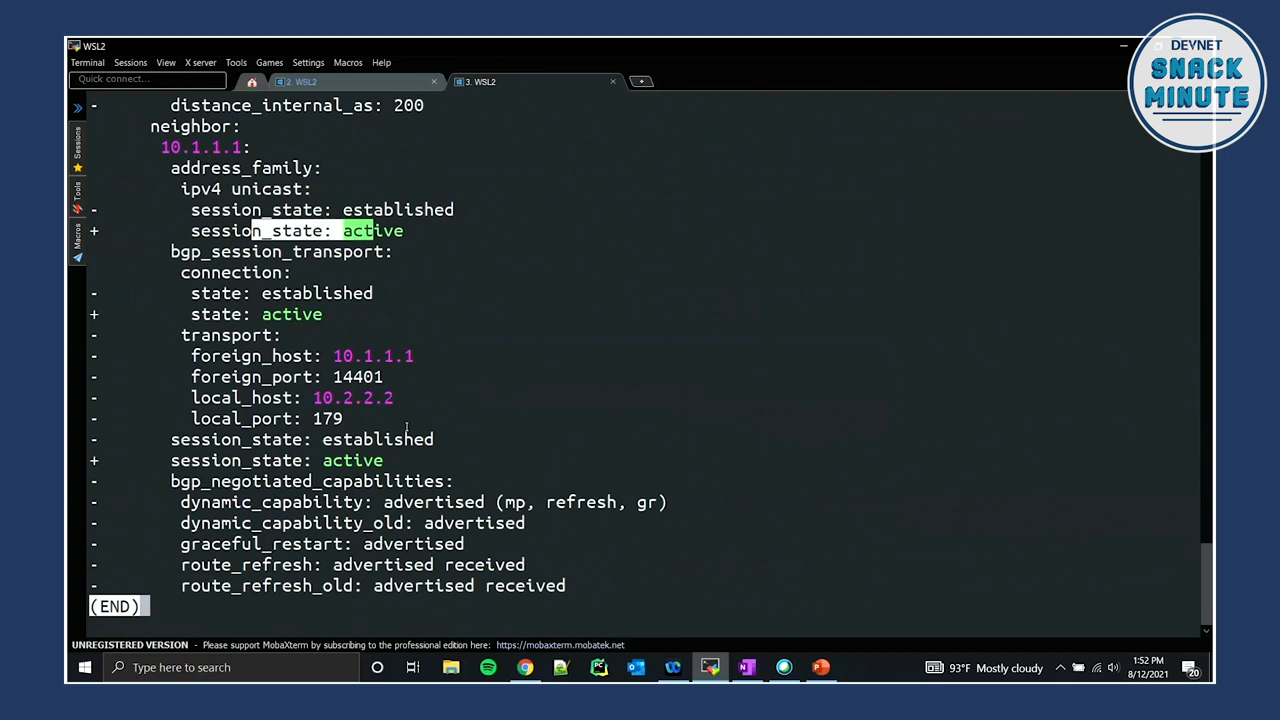 DEVNET
SNACK
MINUTE
WSL2
Terminal Sessions View X server Tools Games Settings Macros Help
Quick connect...
2. WSL2
3. WSL2
Sessions
Tools
Macros
- distance_internal_as: 200
neighbor:
10.1.1.1:
address_family:
ipv4 unicast:
- session_state: established
+ session_state: active
bgp_session_transport:
connection:
- state: established
+ state: active
- transport:
- foreign_host: 10.1.1.1
- foreign_port: 14401
- local_host: 10.2.2.2
- local_port: 179
- session_state: established
+ session_state: active
- bgp_negotiated_capabilities:
- dynamic_capability: advertised (mp, refresh, gr)
- dynamic_capability_old: advertised
- graceful_restart: advertised
- route_refresh: advertised received
- route_refresh_old: advertised received
(END)
UNREGISTERED VERSION - Please support MobaXterm by subscribing to the professional edition here: https://mobaxterm.mobatek.net
Type here to search
93°F Mostly cloudy
1:52 PM
8/12/2021
20